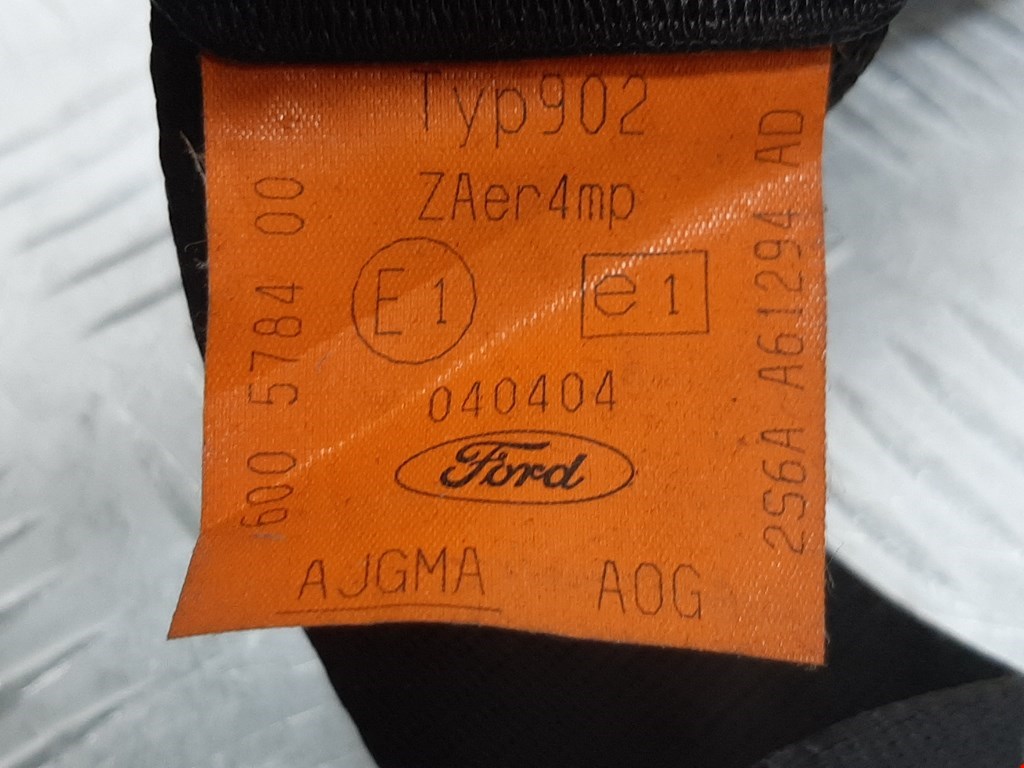 Typ902
ZAer4mp
E1
e1
040404
Ford
AJGMA AOG
600 5784 00
2S6A A61294 AD